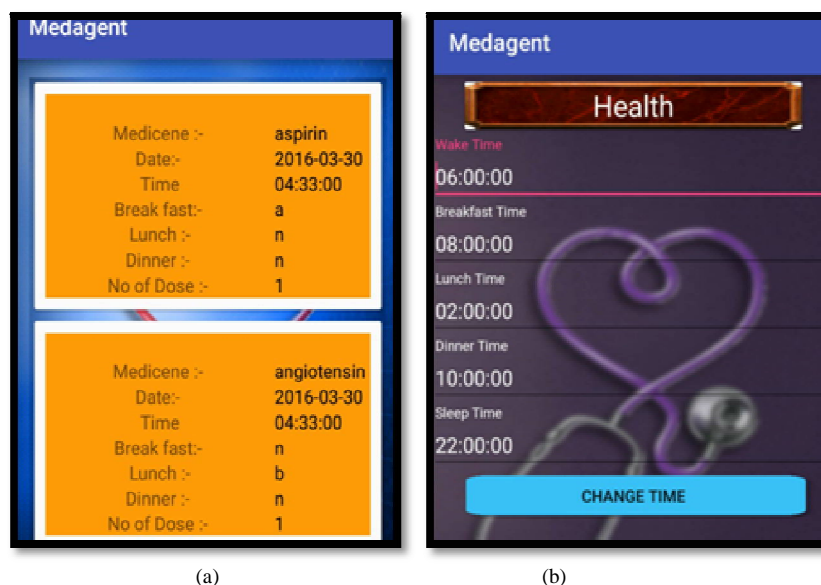 Medagent
Medicene :- aspirin
Date:- 2016-03-30
Time 04:33:00
Break fast:- a
Lunch :- n
Dinner :- n
No of Dose :- 1
Medicene :- angiotensin
Date:- 2016-03-30
Time 04:33:00
Break fast:- n
Lunch :- b
Dinner :- n
No of Dose :- 1
(a)
Medagent
Health
Wake Time
06:00:00
Breakfast Time
08:00:00
Lunch Time
02:00:00
Dinner Time
10:00:00
Sleep Time
22:00:00
CHANGE TIME
(b)